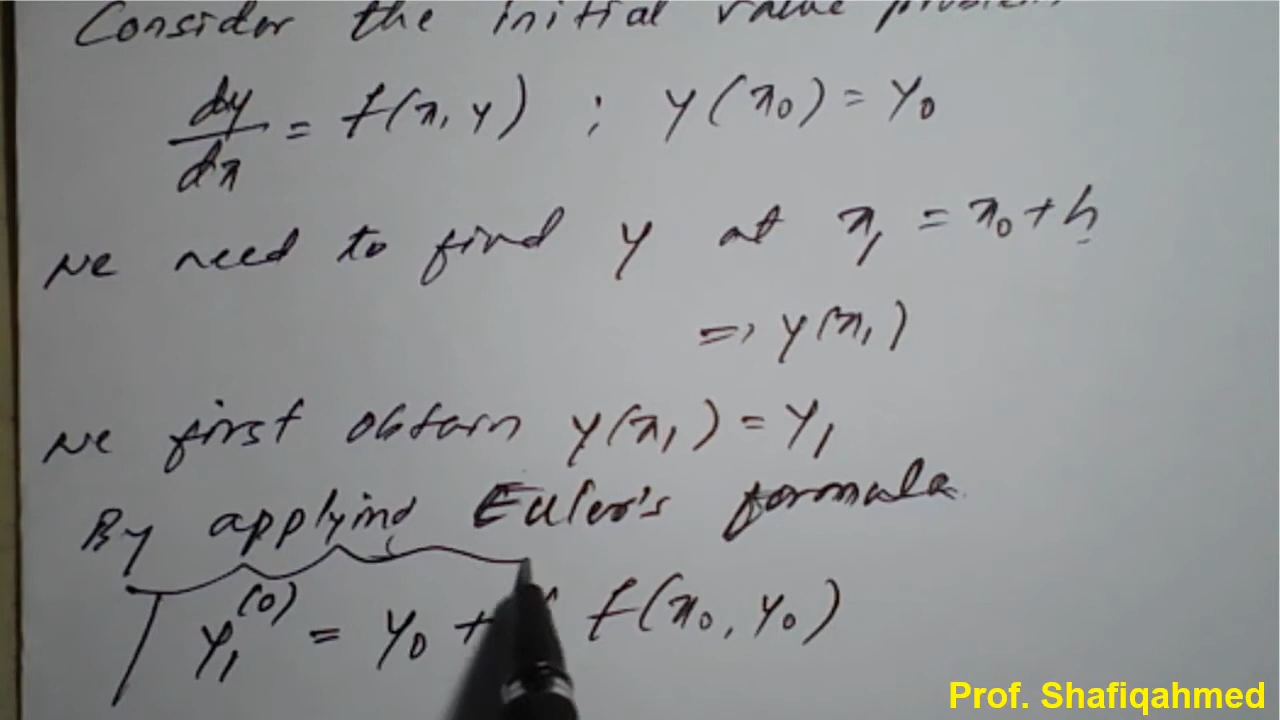 Consider the initial value problem
dy/dx = f(x, y) ; y(x₀) = y₀
we need to find y at x₁ = x₀ + h
=> y(x₁)
we first obtain y(x₁) = y₁
By applying Euler's formula
y₁⁽⁰⁾ = y₀ + f(x₀, y₀)
Prof. Shafiqahmed